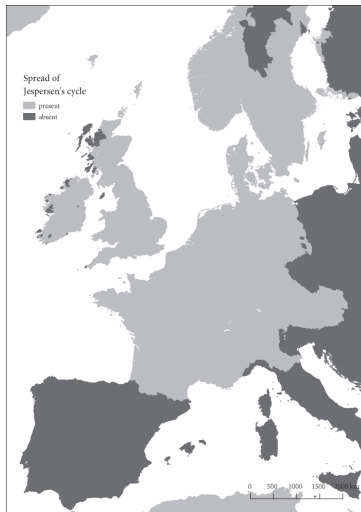 Spread of
Jespersen's cycle
present
absent
0 500 1000 1500 2000 km